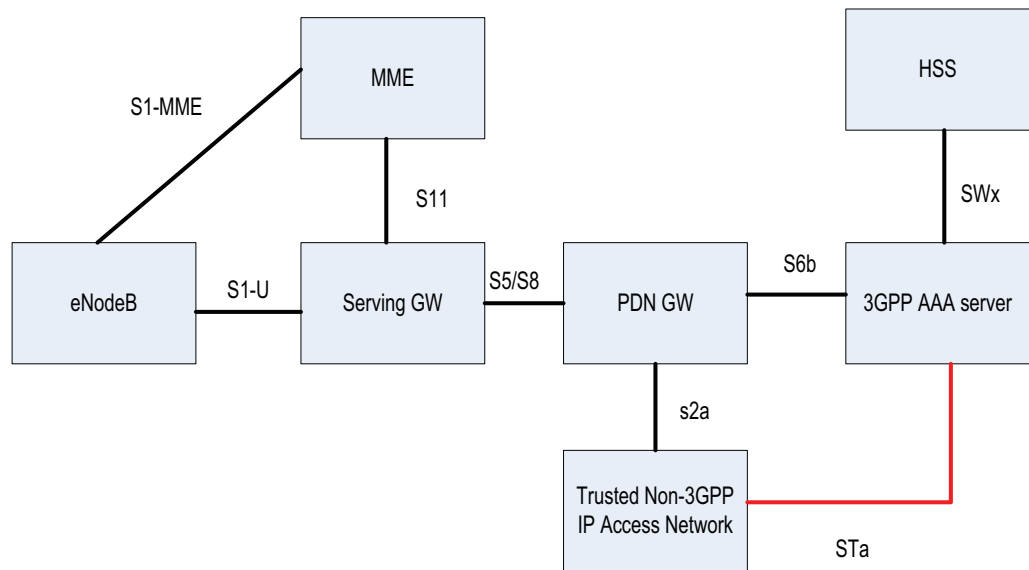 HSS
MME
S1-MME
S11
SWx
eNodeB
S1-U
Serving GW
S5/S8
PDN GW
S6b
3GPP AAA server
s2a
Trusted Non-3GPP
IP Access Network
STa